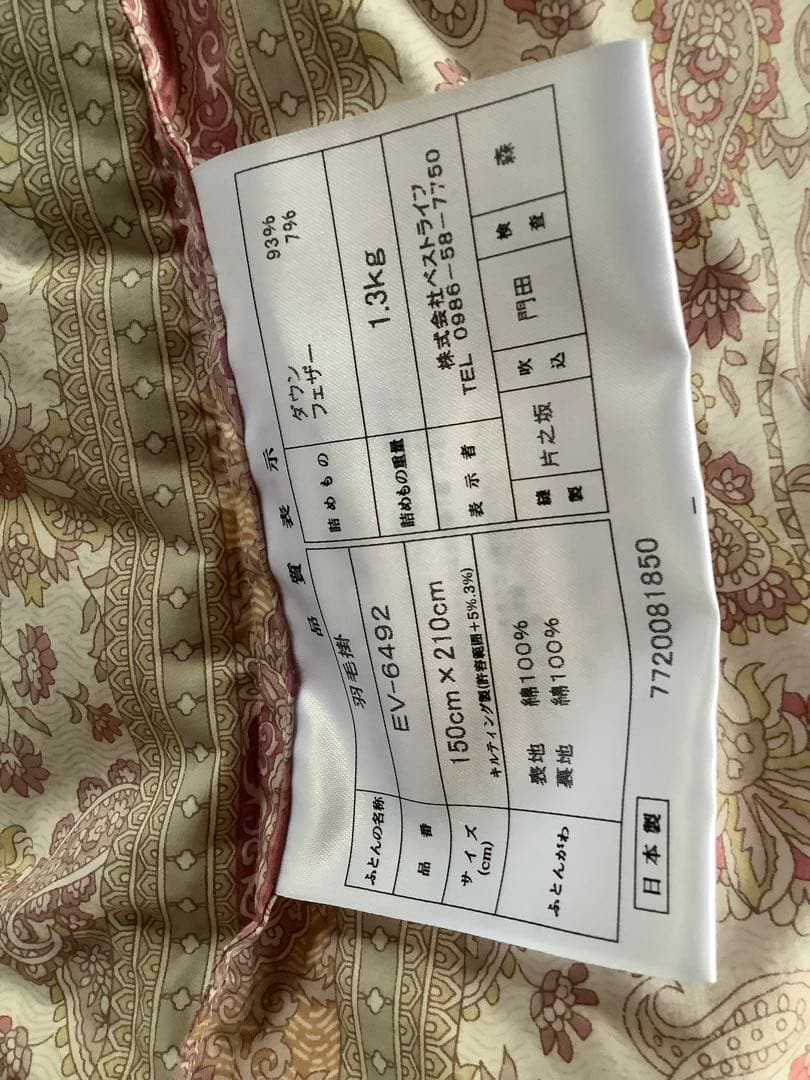 品質表示
ふとんの名称 羽毛掛
品番 EV-6492
サイズ(cm) 150cm×210cm
キルティング製(許容範囲+5%.3%)
ふとんがわ 表地 綿100%
裏地 綿100%
詰めもの ダウン 93%
フェザー 7%
詰めもの重量 1.3kg
表示者 株式会社ベストライフ
TEL 0986-58-7750
縫製 片之坂 吹込 門田 検査 森
日本製 7720081850